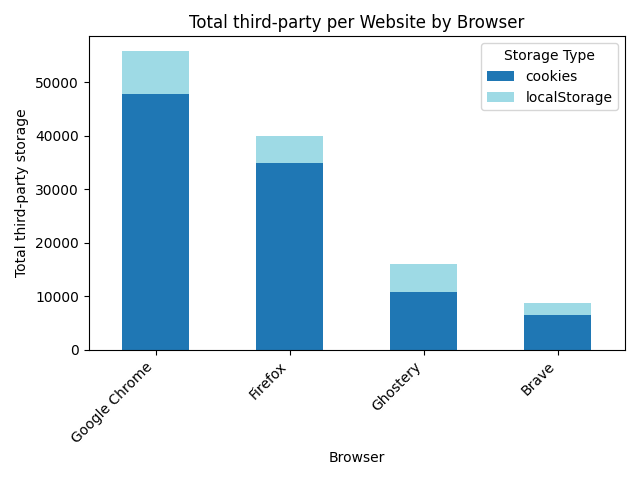 Total third-party per Website by Browser
Storage Type
cookies
localStorage
Total third-party storage
50000
40000
30000
20000
10000
0
Google Chrome
Firefox
Ghostery
Brave
Browser